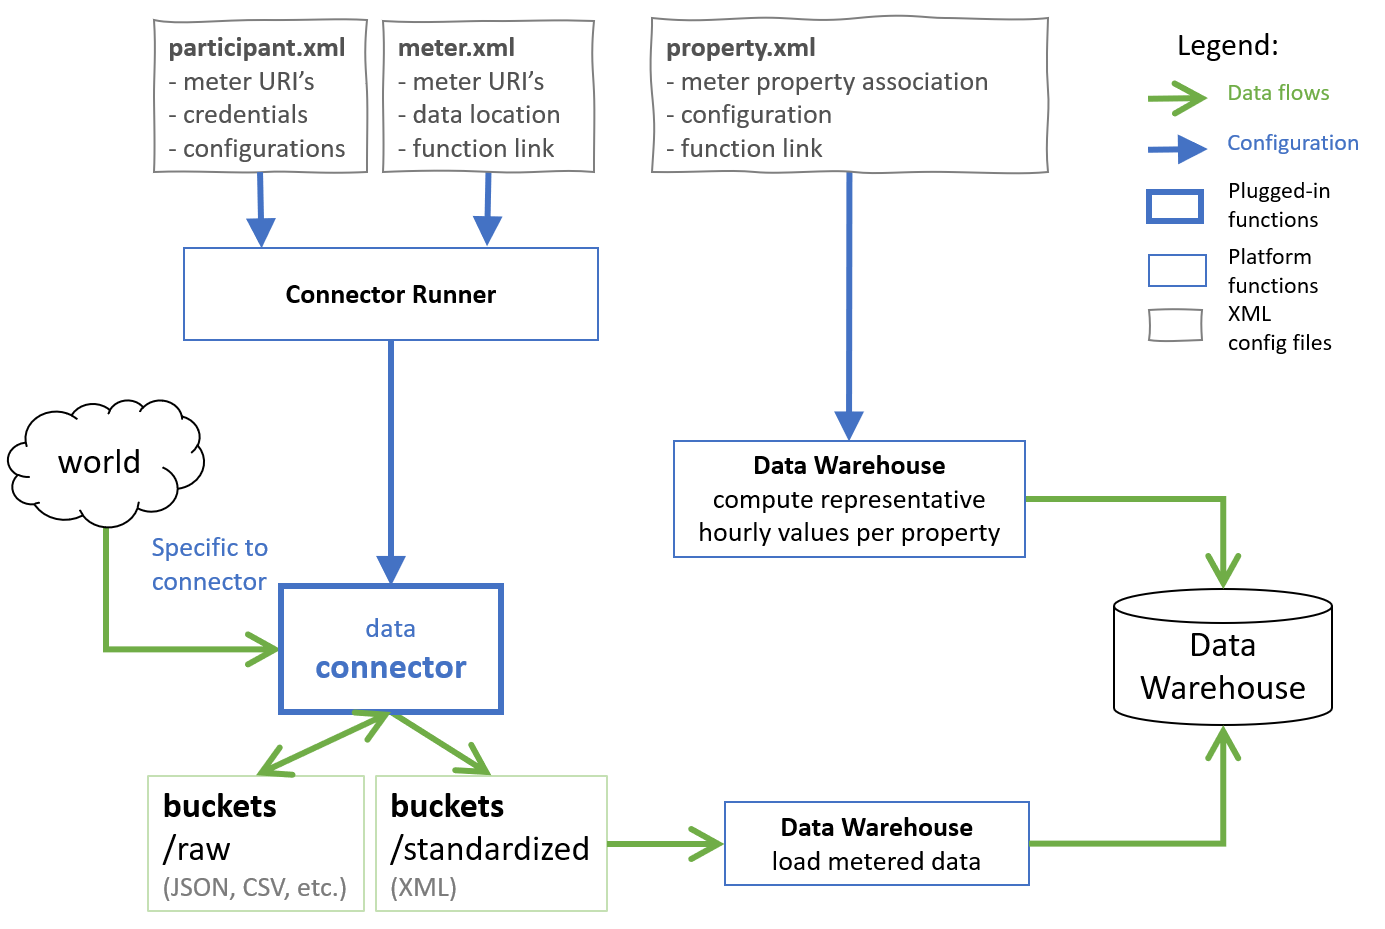 participant.xml
- meter URI's
- credentials
- configurations
meter.xml
- meter URI's
- data location
- function link
property.xml
- meter property association
- configuration
- function link
Legend:
Data flows
Configuration
Plugged-in
functions
Platform
functions
XML
config files
Connector Runner
world
Specific to
connector
data
connector
Data Warehouse
compute representative
hourly values per property
Data
Warehouse
buckets
/raw
(JSON, CSV, etc.)
buckets
/standardized
(XML)
Data Warehouse
load metered data